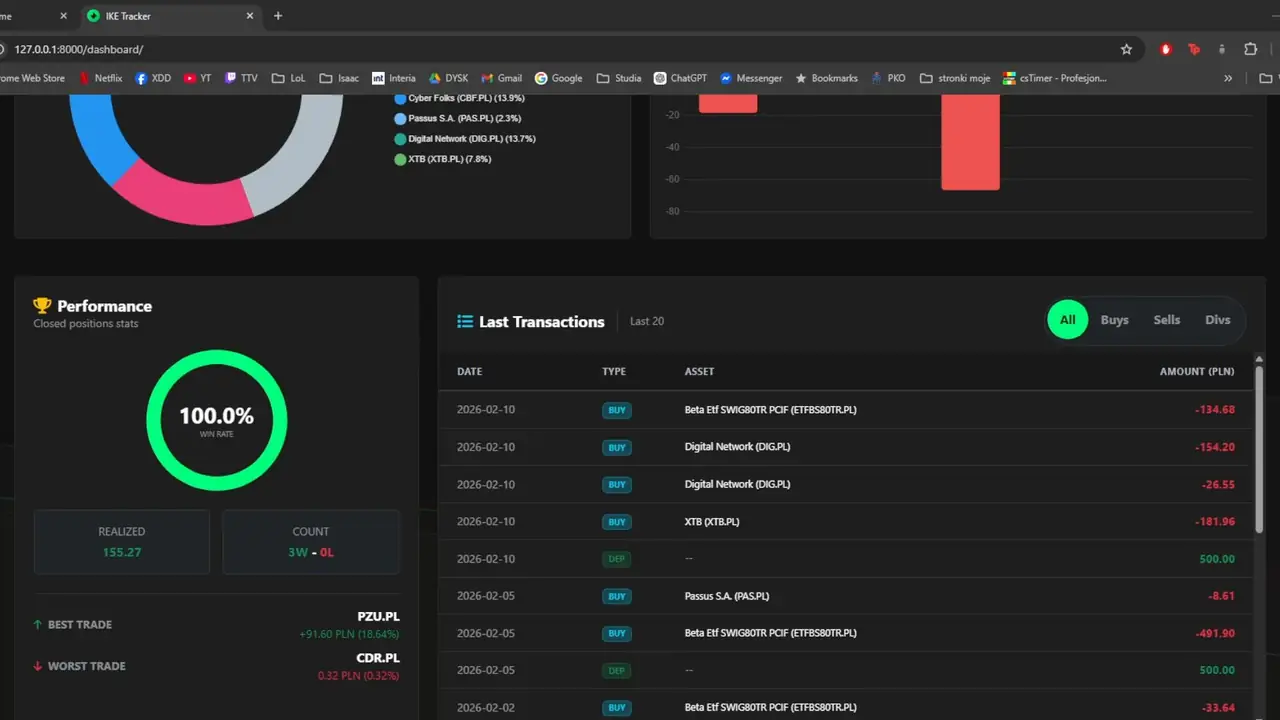 me
IKE Tracker
127.0.0.1:8000/dashboard/
ome Web Store
Netflix
XDD
YT
TTV
LoL
Isaac
int Interia
DYSK
Gmail
Google
Studia
ChatGPT
Messenger
Bookmarks
PKO
stronki moje
csTimer - Profesjon...
Cyber Folks (CBF.PL) (13.9%)
Passus S.A. (PAS.PL) (2.3%)
Digital Network (DIG.PL) (13.7%)
XTB (XTB.PL) (7.8%)
-20
-40
-60
-80
Performance
Closed positions stats
100.0%
WIN RATE
REALIZED
155.27
COUNT
3W - 0L
BEST TRADE
PZU.PL
+91.60 PLN (18.64%)
WORST TRADE
CDR.PL
0.32 PLN (0.32%)
Last Transactions
Last 20
All Buys Sells Divs
DATE TYPE ASSET AMOUNT (PLN)
2026-02-10 BUY Beta Etf SWIG80TR PCIF (ETFBS80TR.PL) -134.68
2026-02-10 BUY Digital Network (DIG.PL) -154.20
2026-02-10 BUY Digital Network (DIG.PL) -26.55
2026-02-10 BUY XTB (XTB.PL) -181.96
2026-02-10 DEP -- 500.00
2026-02-05 BUY Passus S.A. (PAS.PL) -8.61
2026-02-05 BUY Beta Etf SWIG80TR PCIF (ETFBS80TR.PL) -491.90
2026-02-05 DEP -- 500.00
2026-02-02 BUY Beta Etf SWIG80TR PCIF (ETFBS80TR.PL) -33.64